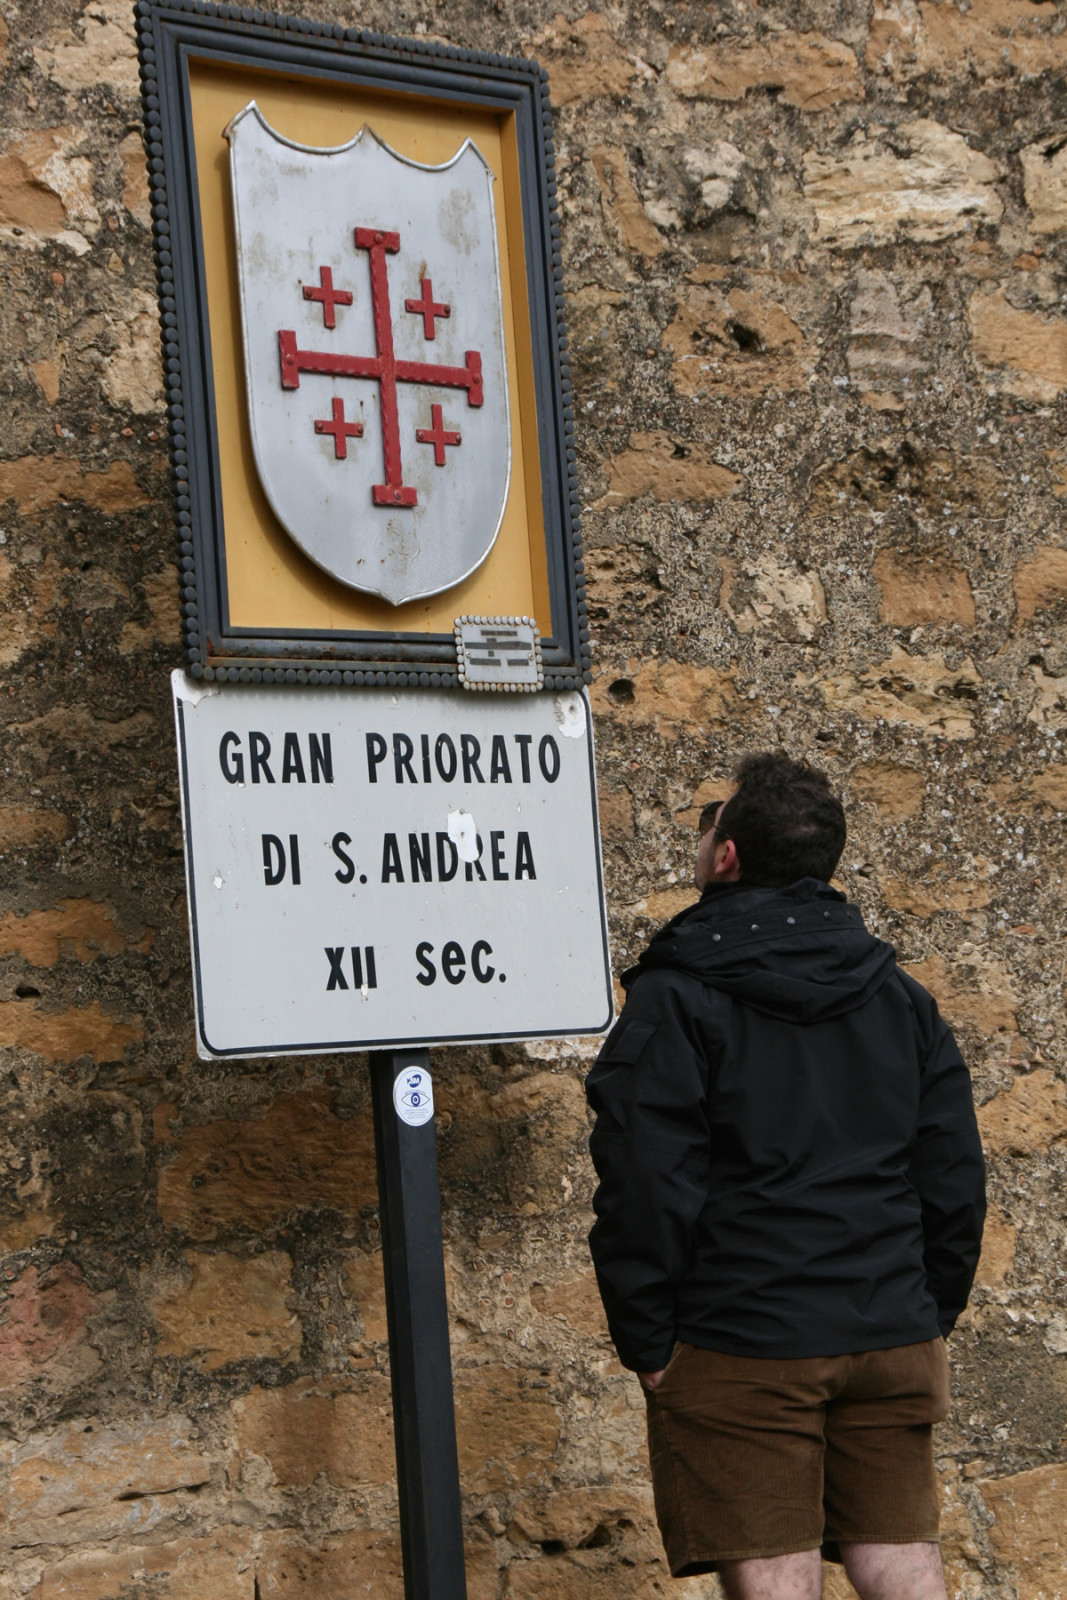 GRAN PRIORATO
DI S. ANDREA
XII sec.